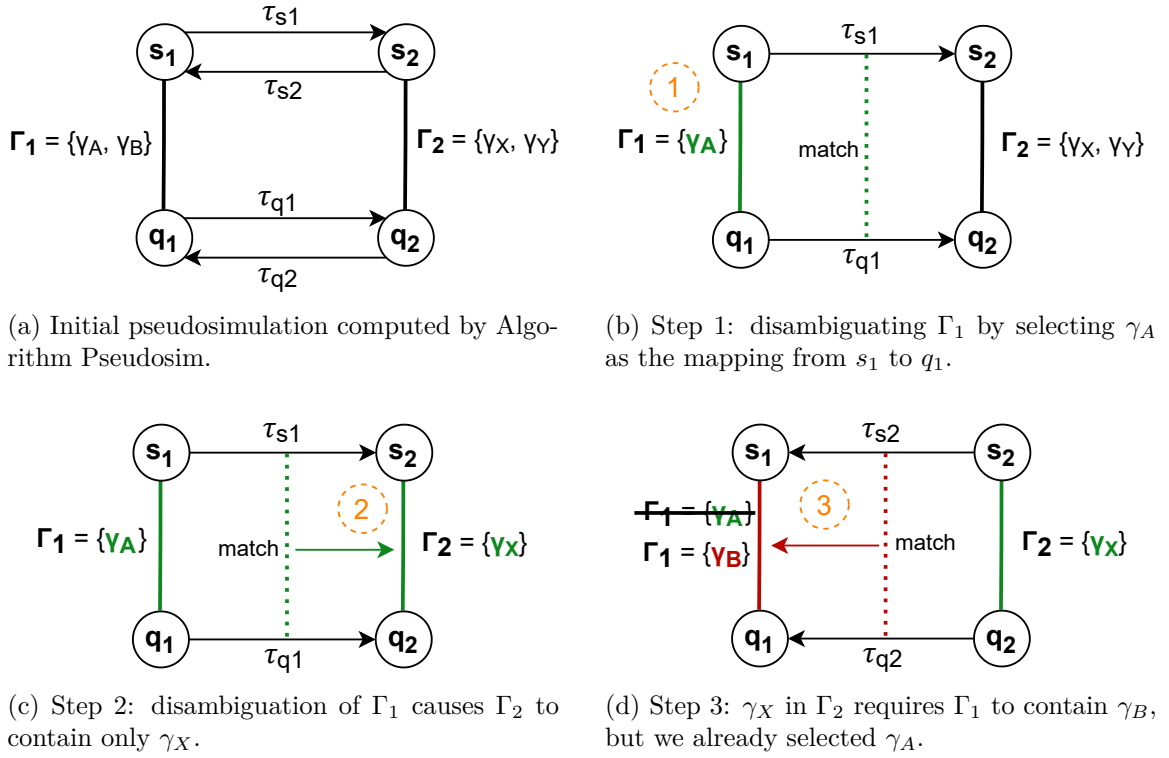 τs1
s1
s2
τs2
Γ1 = {γA, γB}
Γ2 = {γX, γY}
τq1
q1
q2
τq2
(a) Initial pseudosimulation computed by Algo-
rithm Pseudosim.
τs1
s1
s2
1
Γ1 = {γA}
match
Γ2 = {γX, γY}
q1
q2
τq1
(b) Step 1: disambiguating Γ1 by selecting γA
as the mapping from s1 to q1.
τs1
s1
s2
2
Γ1 = {γA}
match
Γ2 = {γX}
q1
q2
τq1
(c) Step 2: disambiguation of Γ1 causes Γ2 to
contain only γX.
τs2
s1
s2
3
Γ1 = {γA}
Γ1 = {γB}
match
Γ2 = {γX}
q1
q2
τq2
(d) Step 3: γX in Γ2 requires Γ1 to contain γB,
but we already selected γA.